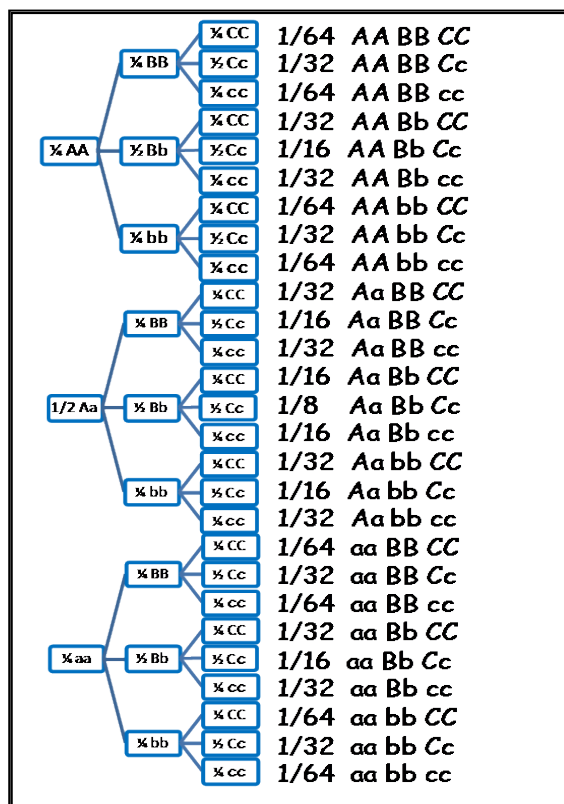 ¼ CC 1/64 AA BB CC
¼ BB ½ Cc 1/32 AA BB Cc
¼ cc 1/64 AA BB cc
¼ CC 1/32 AA Bb CC
¼ AA ½ Bb ½ Cc 1/16 AA Bb Cc
¼ cc 1/32 AA Bb cc
¼ CC 1/64 AA bb CC
¼ bb ½ Cc 1/32 AA bb Cc
¼ cc 1/64 AA bb cc
¼ CC 1/32 Aa BB CC
¼ BB ½ Cc 1/16 Aa BB Cc
¼ cc 1/32 Aa BB cc
¼ CC 1/16 Aa Bb CC
1/2 Aa ½ Bb ½ Cc 1/8 Aa Bb Cc
¼ cc 1/16 Aa Bb cc
¼ CC 1/32 Aa bb CC
¼ bb ½ Cc 1/16 Aa bb Cc
¼ cc 1/32 Aa bb cc
¼ CC 1/64 aa BB CC
¼ BB ½ Cc 1/32 aa BB Cc
¼ cc 1/64 aa BB cc
¼ CC 1/32 aa Bb CC
¼ aa ½ Bb ½ Cc 1/16 aa Bb Cc
¼ cc 1/32 aa Bb cc
¼ CC 1/64 aa bb CC
¼ bb ½ Cc 1/32 aa bb Cc
¼ cc 1/64 aa bb cc